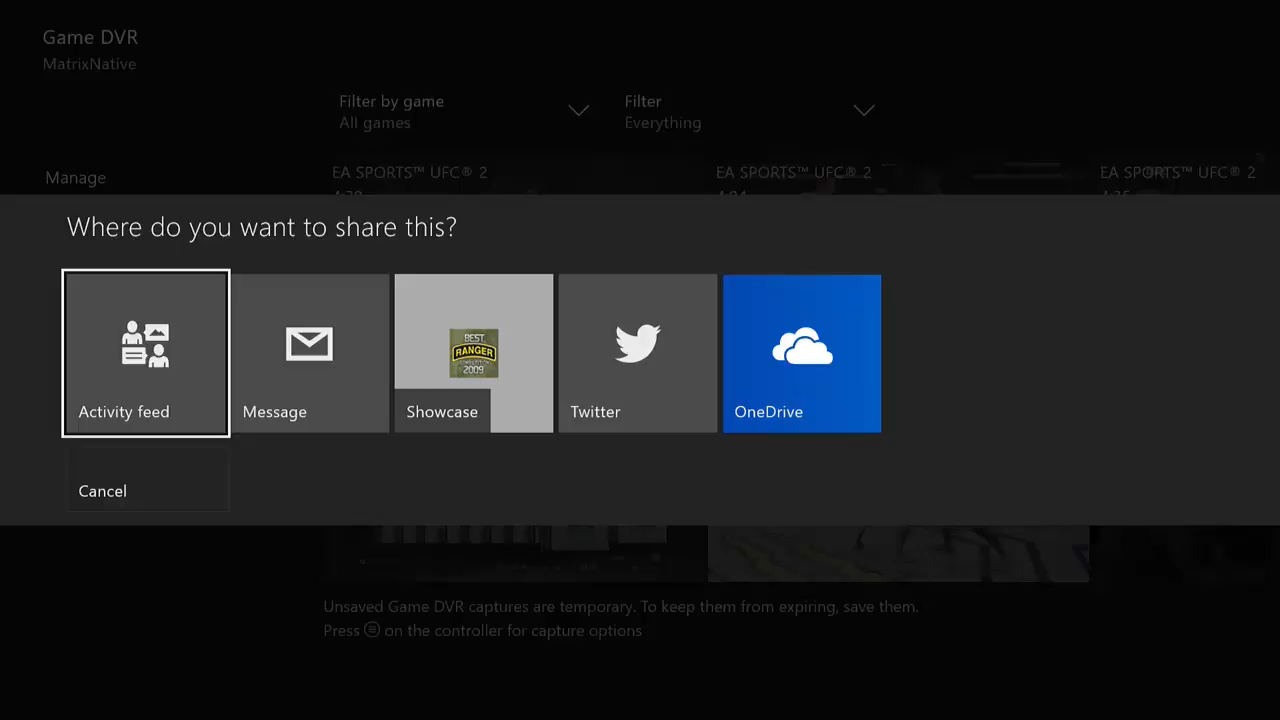 Game DVR
MatrixNative
Filter by game
All games
Filter
Everything
Manage
EA SPORTS™ UFC® 2
EA SPORTS™ UFC® 2
EA SPORTS™ UFC® 2
Where do you want to share this?
BEST
RANGER
COMPETITION
2009
Activity feed
Message
Showcase
Twitter
OneDrive
Cancel
Unsaved Game DVR captures are temporary. To keep them from expiring, save them.
Press on the controller for capture options